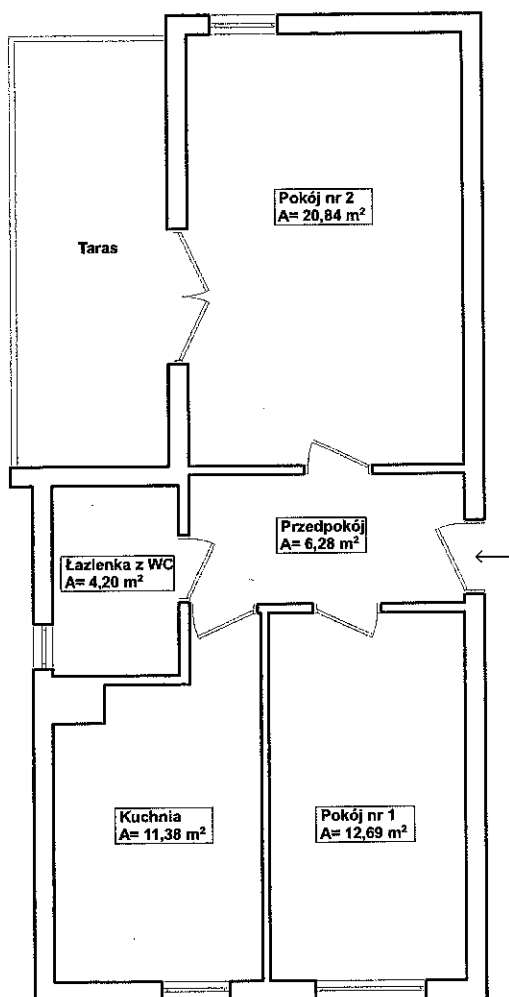 Pokój nr 2
A= 20,84 m²
Taras
Przedpokój
A= 6,28 m²
Łazienka z WC
A= 4,20 m²
Kuchnia
A= 11,38 m²
Pokój nr 1
A= 12,69 m²